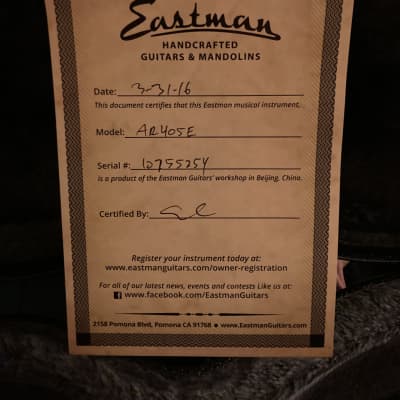 Eastman
HANDCRAFTED
GUITARS & MANDOLINS
Date: 3-31-16
This document certifies that this Eastman musical instrument,
Model: AR405E
Serial #: 12755254
is a product of the Eastman Guitars' workshop in Beijing, China.
Certified By:
Register your instrument today at:
www.eastmanguitars.com/owner-registration
For all of our latest news, events and contests Like us at:
www.facebook.com/EastmanGuitars
2158 Pomona Blvd, Pomona CA 91768 ● www.EastmanGuitars.com